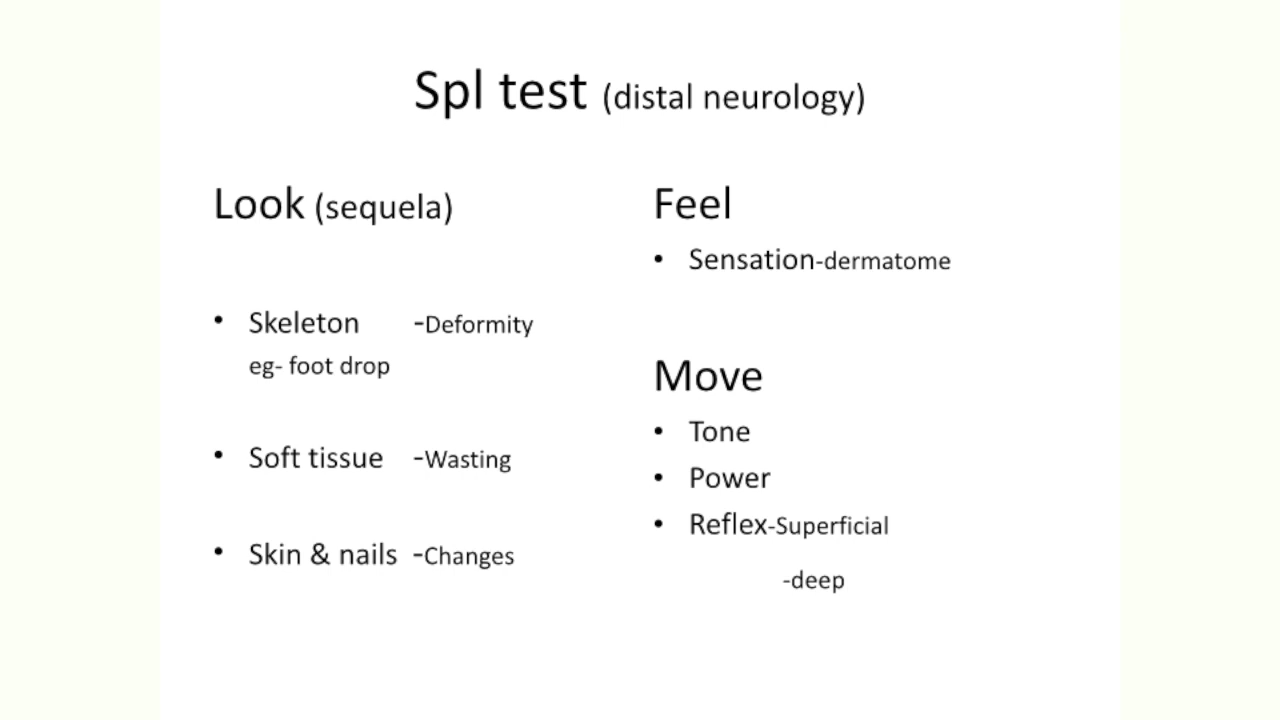 Spl test (distal neurology)
Look (sequela)
• Skeleton -Deformity
eg- foot drop
• Soft tissue -Wasting
• Skin & nails -Changes
Feel
• Sensation-dermatome
Move
• Tone
• Power
• Reflex-Superficial
-deep